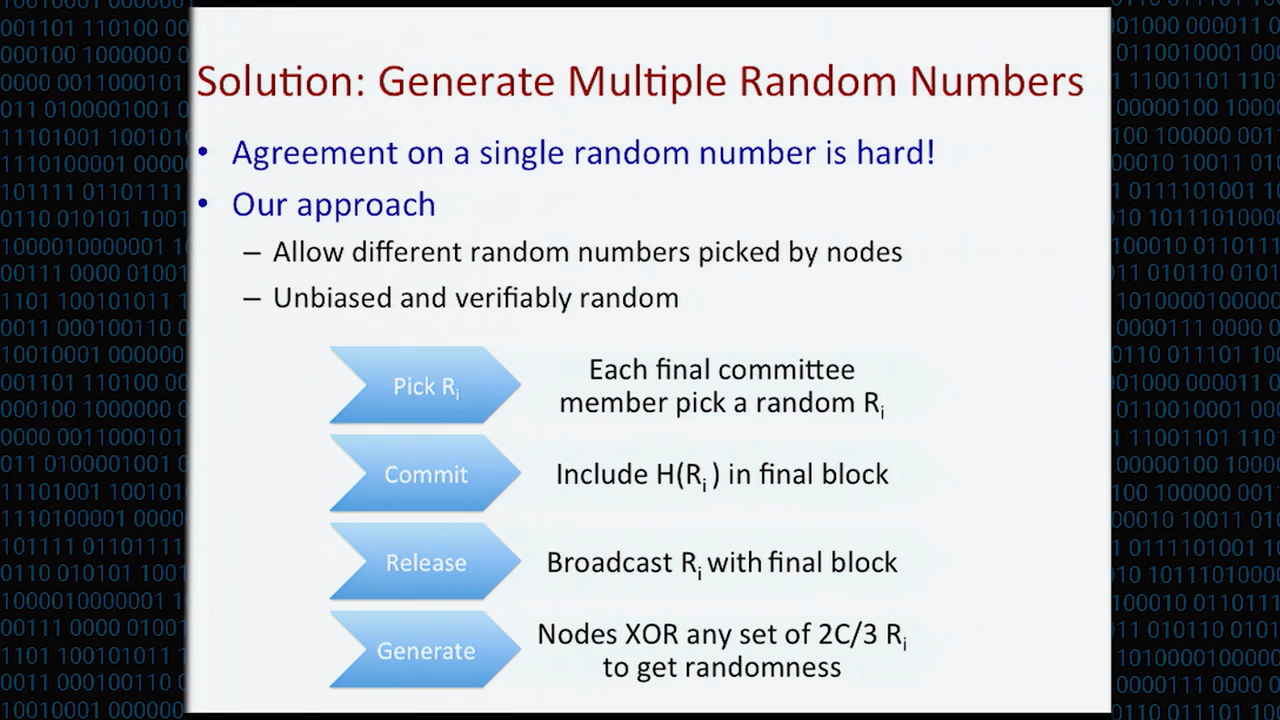 Solution: Generate Multiple Random Numbers
• Agreement on a single random number is hard!
• Our approach
– Allow different random numbers picked by nodes
– Unbiased and verifiably random
Pick Ri
Each final committee
member pick a random Ri
Commit
Include H(Ri) in final block
Release
Broadcast Ri with final block
Generate
Nodes XOR any set of 2C/3 Ri
to get randomness